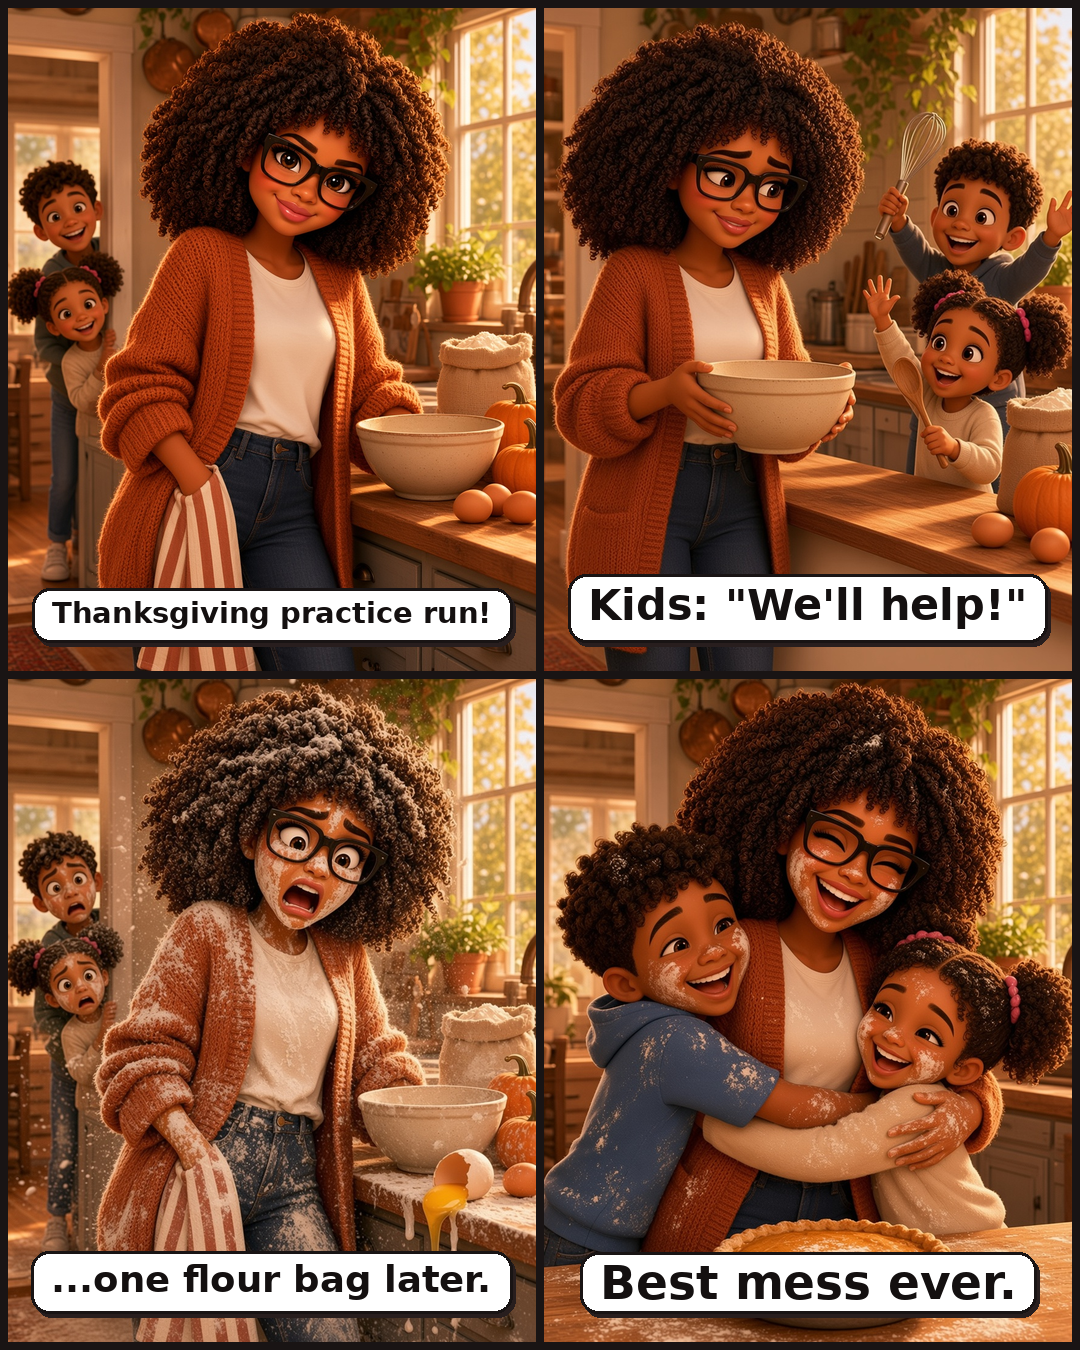 Thanksgiving practice run!
Kids: "We'll help!"
...one flour bag later.
Best mess ever.